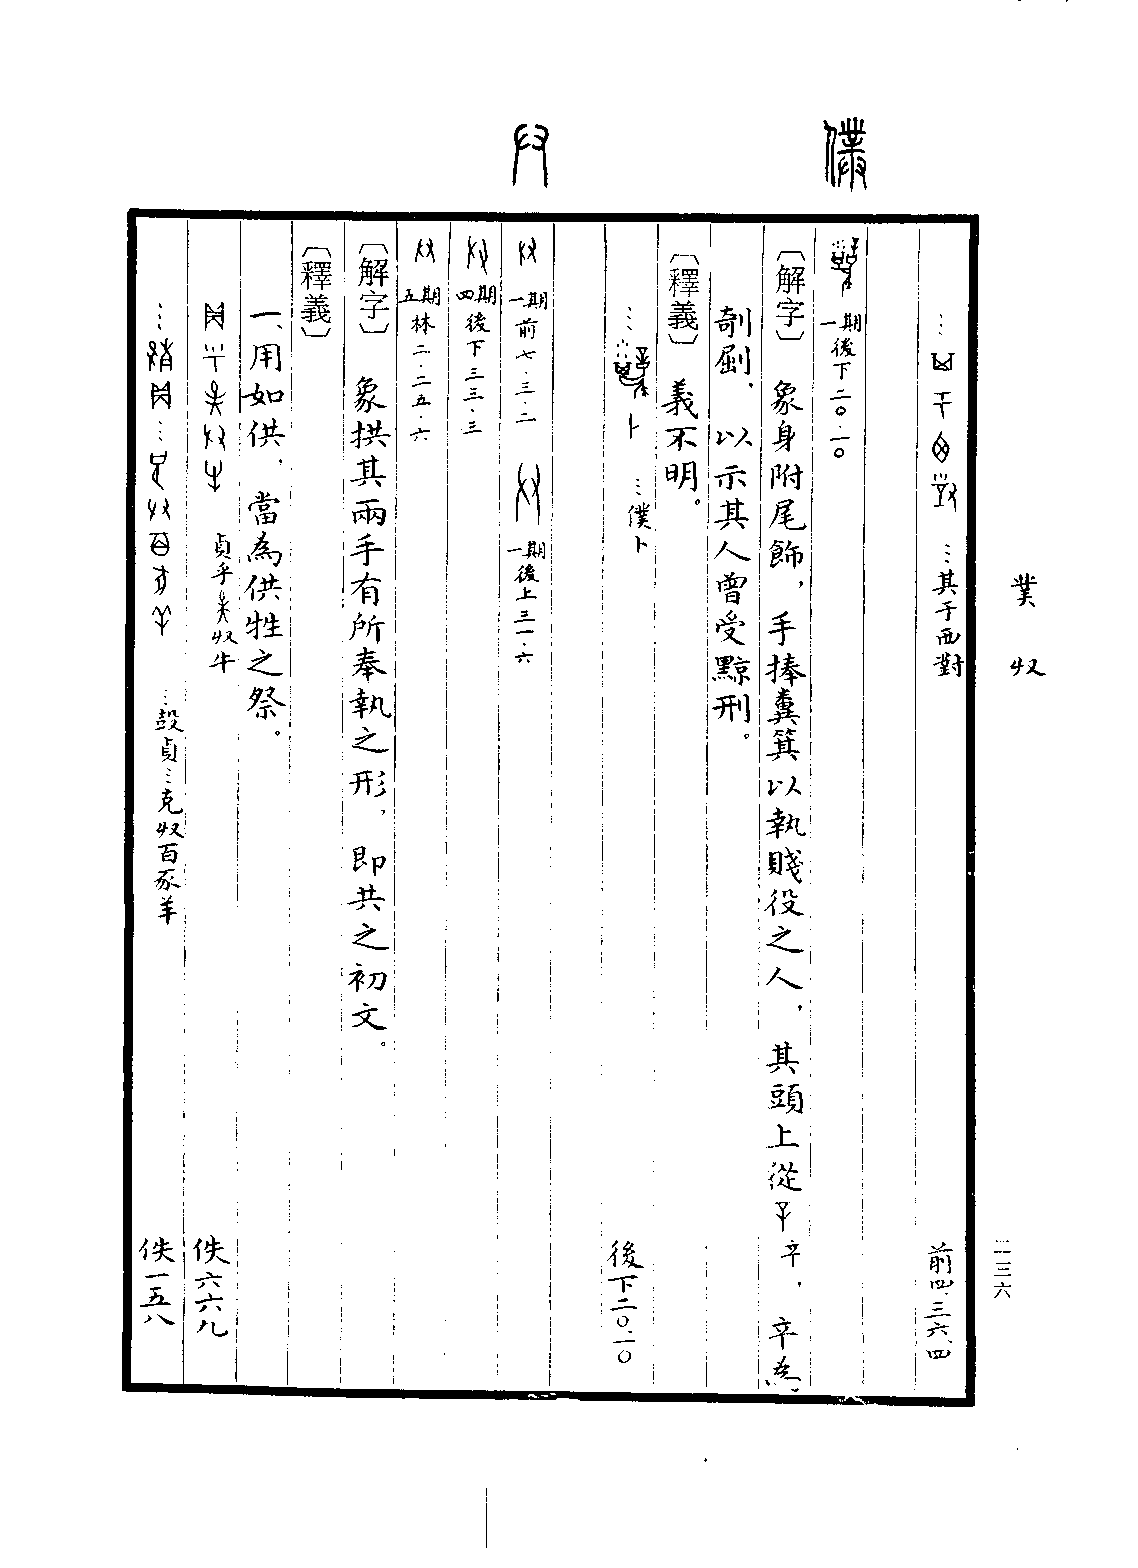 菐 𠬞
二三六
…其于西對 前四.三六.四
僕
一期後下二〇.一〇
〔解字〕 象身附尾飾，手捧糞箕以執賤役之人，其頭上從 辛，辛為
剞劂，以示其人曾受黥刑。
〔釋義〕 義不明。
…僕卜 後下二〇.一〇
𠬞
一期前七.三.二 一期後上三一.六
四期後下三三.三
五期林二.二五.六
〔解字〕 象拱其兩手有所奉執之形，即共之初文。
〔釋義〕
一、用如供，當為供牲之祭。
貞乎吳𠬞牛 佚六六八
…𣪊貞…克𠬞百豕羊 佚一五八